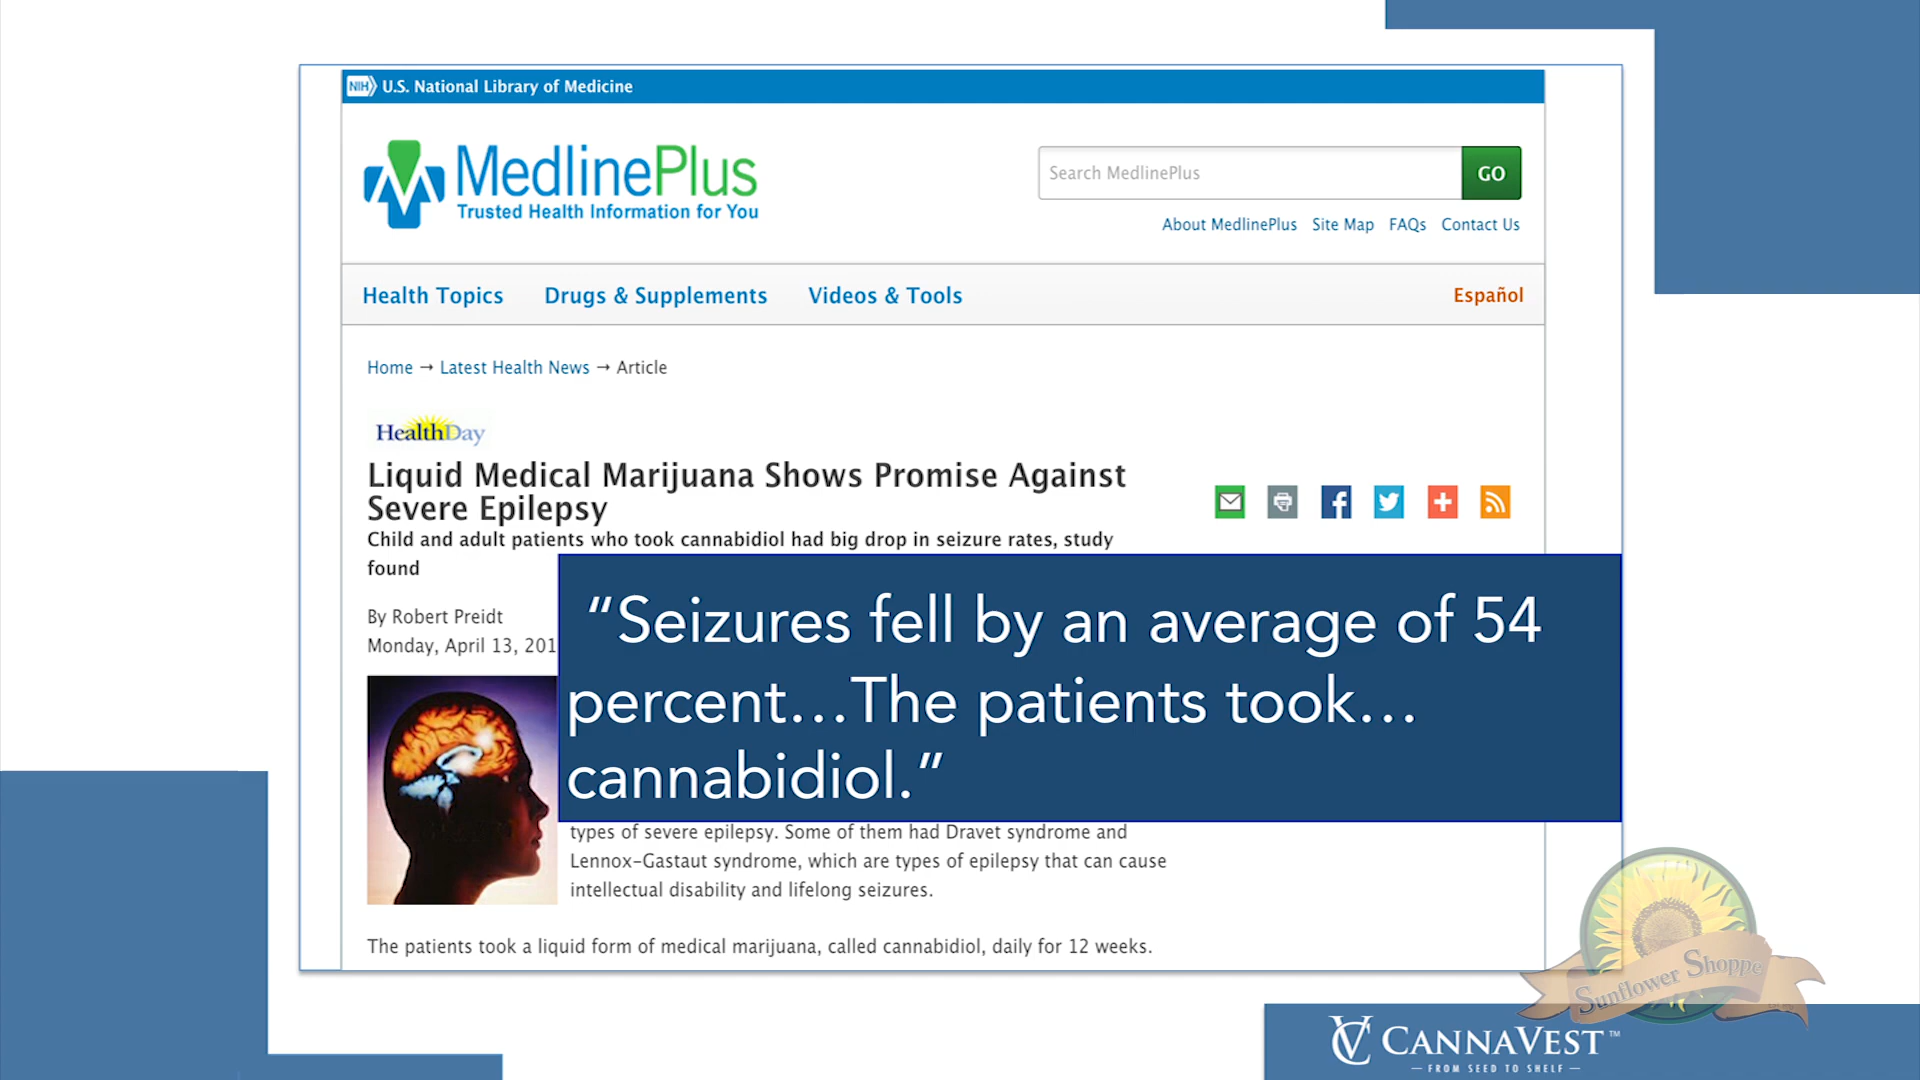 NIH U.S. National Library of Medicine
MedlinePlus
Trusted Health Information for You
Search MedlinePlus GO
About MedlinePlus Site Map FAQs Contact Us
Health Topics Drugs & Supplements Videos & Tools Español
Home → Latest Health News → Article
HealthDay
Liquid Medical Marijuana Shows Promise Against
Severe Epilepsy
Child and adult patients who took cannabidiol had big drop in seizure rates, study
found
By Robert Preidt
Monday, April 13, 201
“Seizures fell by an average of 54
percent…The patients took…
cannabidiol.”
types of severe epilepsy. Some of them had Dravet syndrome and
Lennox-Gastaut syndrome, which are types of epilepsy that can cause
intellectual disability and lifelong seizures.
The patients took a liquid form of medical marijuana, called cannabidiol, daily for 12 weeks.
Sunflower Shoppe
VC CANNAVEST™
— FROM SEED TO SHELF —